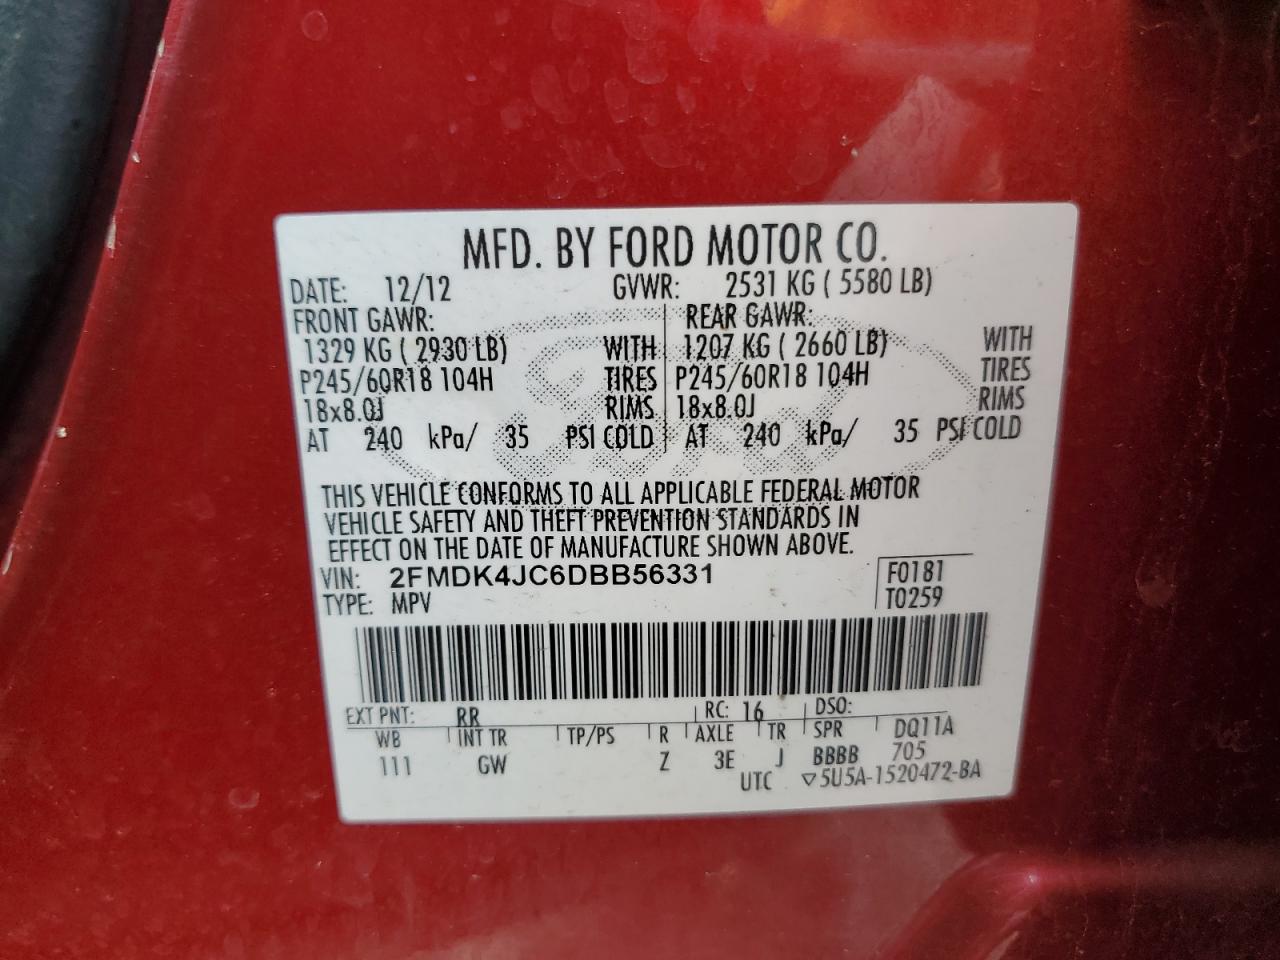 MFD. BY FORD MOTOR CO.
DATE: 12/12 GVWR: 2531 KG ( 5580 LB)
FRONT GAWR: REAR GAWR:
1329 KG ( 2930 LB) WITH 1207 KG ( 2660 LB) WITH
P245/60R18 104H TIRES P245/60R18 104H TIRES
18x8.0J RIMS 18x8.0J RIMS
AT 240 kPa/ 35 PSI COLD AT 240 kPa/ 35 PSI COLD
THIS VEHICLE CONFORMS TO ALL APPLICABLE FEDERAL MOTOR
VEHICLE SAFETY AND THEFT PREVENTION STANDARDS IN
EFFECT ON THE DATE OF MANUFACTURE SHOWN ABOVE.
VIN: 2FMDK4JC6DBB56331 F0181
TYPE: MPV T0259
EXT PNT: RR RC: 16 DSO:
WB INT TR TP/PS R AXLE TR SPR DQ11A
111 GW Z 3E J BBBB 705
UTC ▽5U5A-1520472-BA